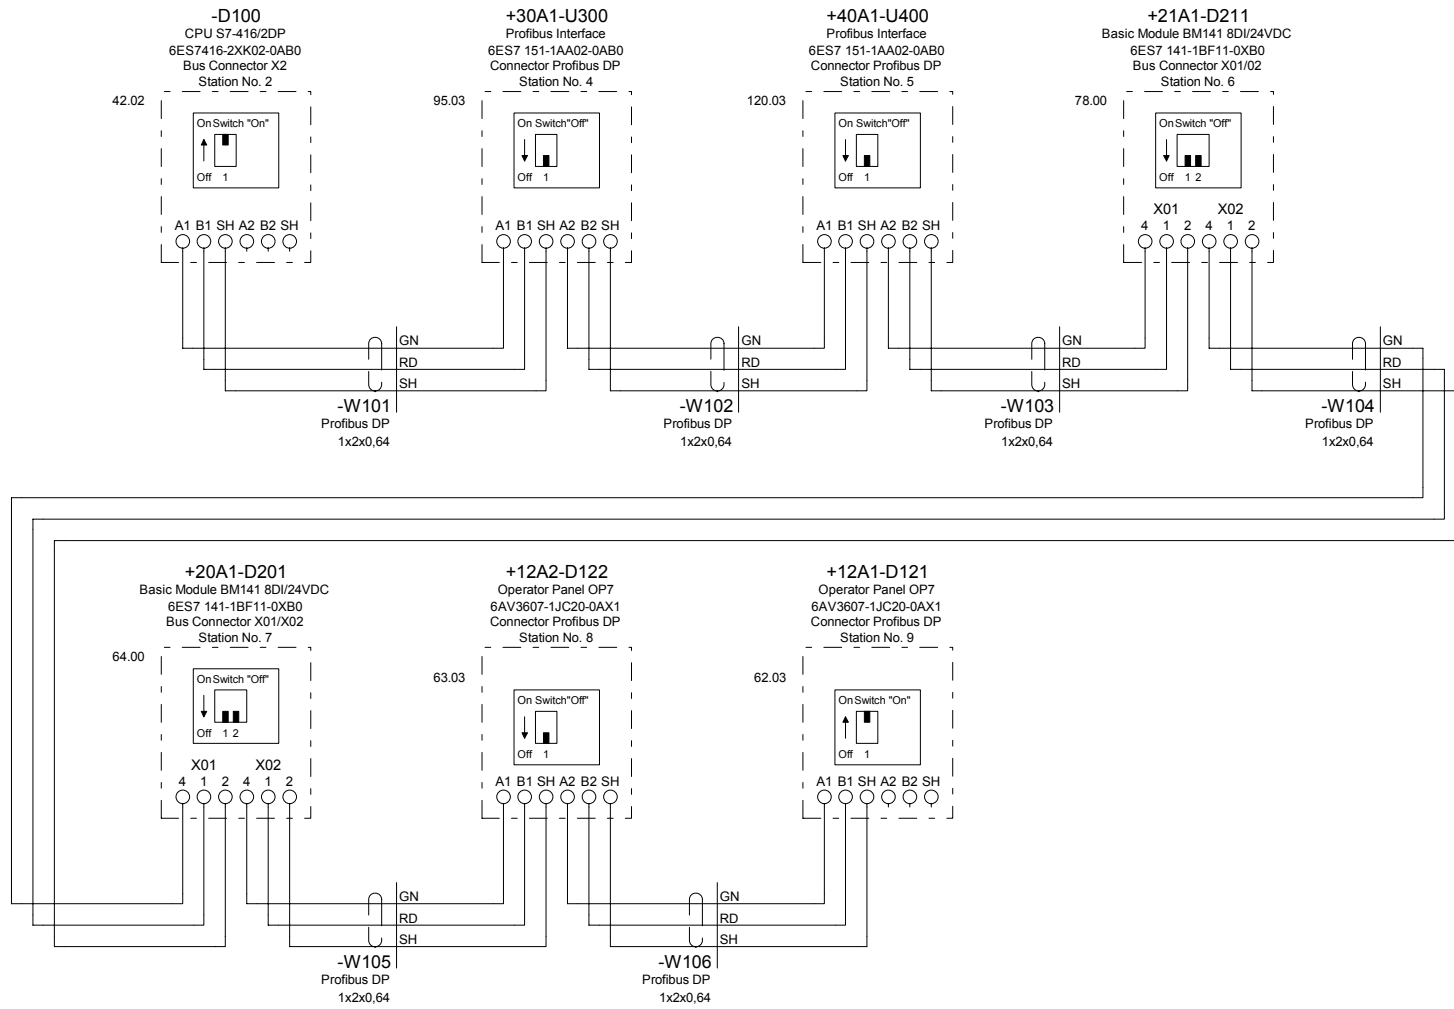 -D100
CPU S7-416/2DP
6ES7416-2XK02-0AB0
Bus Connector X2
Station No. 2
42.02
On Switch "On"
Off 1
A1 B1 SH A2 B2 SH
+30A1-U300
Profibus Interface
6ES7 151-1AA02-0AB0
Connector Profibus DP
Station No. 4
95.03
On Switch"Off"
Off 1
A1 B1 SH A2 B2 SH
+40A1-U400
Profibus Interface
6ES7 151-1AA02-0AB0
Connector Profibus DP
Station No. 5
120.03
On Switch"Off"
Off 1
A1 B1 SH A2 B2 SH
+21A1-D211
Basic Module BM141 8DI/24VDC
6ES7 141-1BF11-0XB0
Bus Connector X01/02
Station No. 6
78.00
On Switch "Off"
Off 1 2
X01 X02
4 1 2 4 1 2
GN
RD
SH
-W101
Profibus DP
1x2x0,64
GN
RD
SH
-W102
Profibus DP
1x2x0,64
GN
RD
SH
-W103
Profibus DP
1x2x0,64
GN
RD
SH
-W104
Profibus DP
1x2x0,64
+20A1-D201
Basic Module BM141 8DI/24VDC
6ES7 141-1BF11-0XB0
Bus Connector X01/X02
Station No. 7
64.00
On Switch "Off"
Off 1 2
X01 X02
4 1 2 4 1 2
+12A2-D122
Operator Panel OP7
6AV3607-1JC20-0AX1
Connector Profibus DP
Station No. 8
63.03
On Switch"Off"
Off 1
A1 B1 SH A2 B2 SH
+12A1-D121
Operator Panel OP7
6AV3607-1JC20-0AX1
Connector Profibus DP
Station No. 9
62.03
On Switch "On"
Off 1
A1 B1 SH A2 B2 SH
GN
RD
SH
-W105
Profibus DP
1x2x0,64
GN
RD
SH
-W106
Profibus DP
1x2x0,64